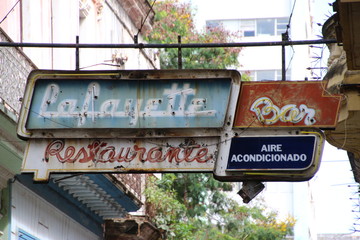 Lafayette
Bar
Restaurante
AIRE
ACONDICIONADO